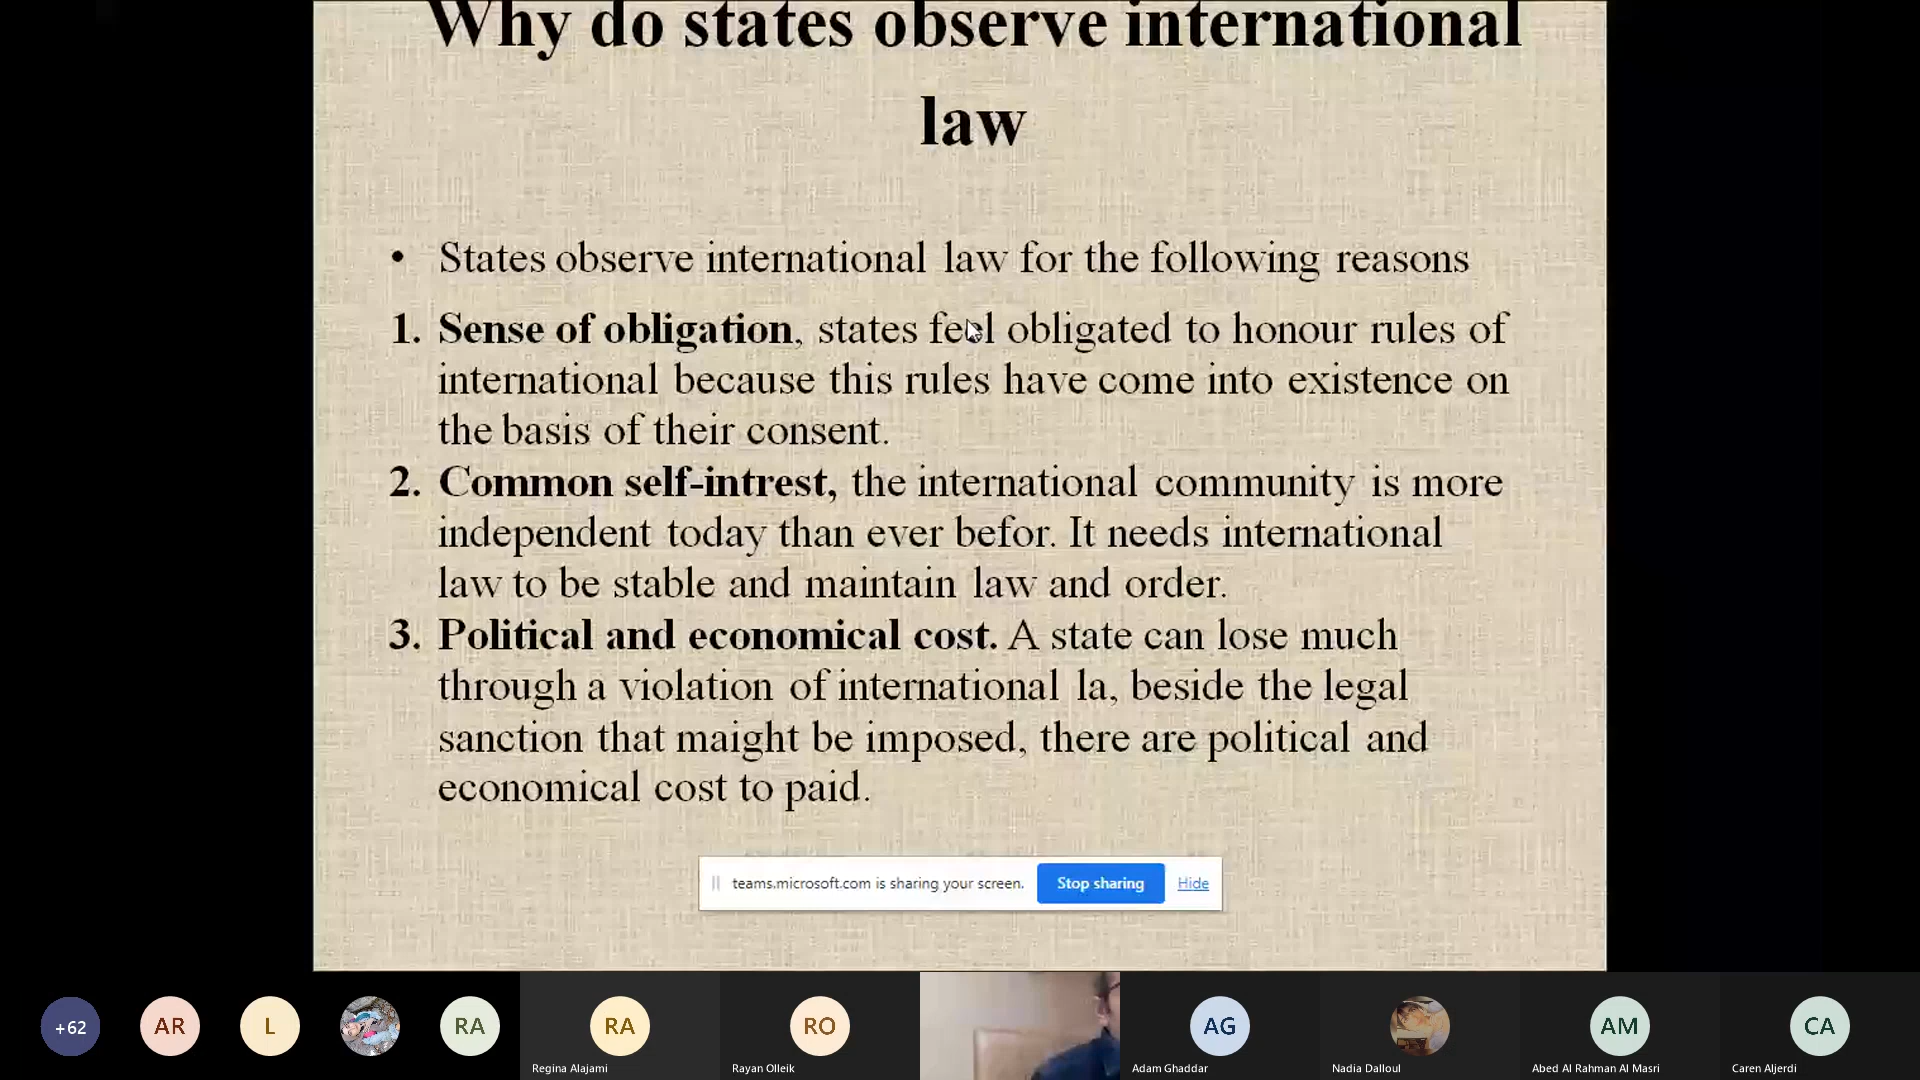 Why do states observe international
law
• States observe international law for the following reasons
1. Sense of obligation, states feel obligated to honour rules of
international because this rules have come into existence on
the basis of their consent.
2. Common self-intrest, the international community is more
independent today than ever befor. It needs international
law to be stable and maintain law and order.
3. Political and economical cost. A state can lose much
through a violation of international la, beside the legal
sanction that maight be imposed, there are political and
economical cost to paid.
teams.microsoft.com is sharing your screen. Stop sharing Hide
+62 AR L RA RA RO AG AM CA
Regina Alajami Rayan Olleik Adam Ghaddar Nadia Dalloul Abed Al Rahman Al Masri Caren Aljerdi